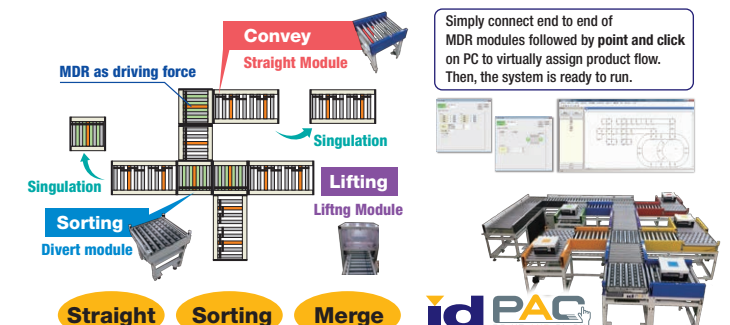 Convey
Straight Module
MDR as driving force
Singulation
Singulation
Lifting
Liftng Module
Sorting
Divert module
Straight
Sorting
Merge
Simply connect end to end of
MDR modules followed by point and click
on PC to virtually assign product flow.
Then, the system is ready to run.
id PAC